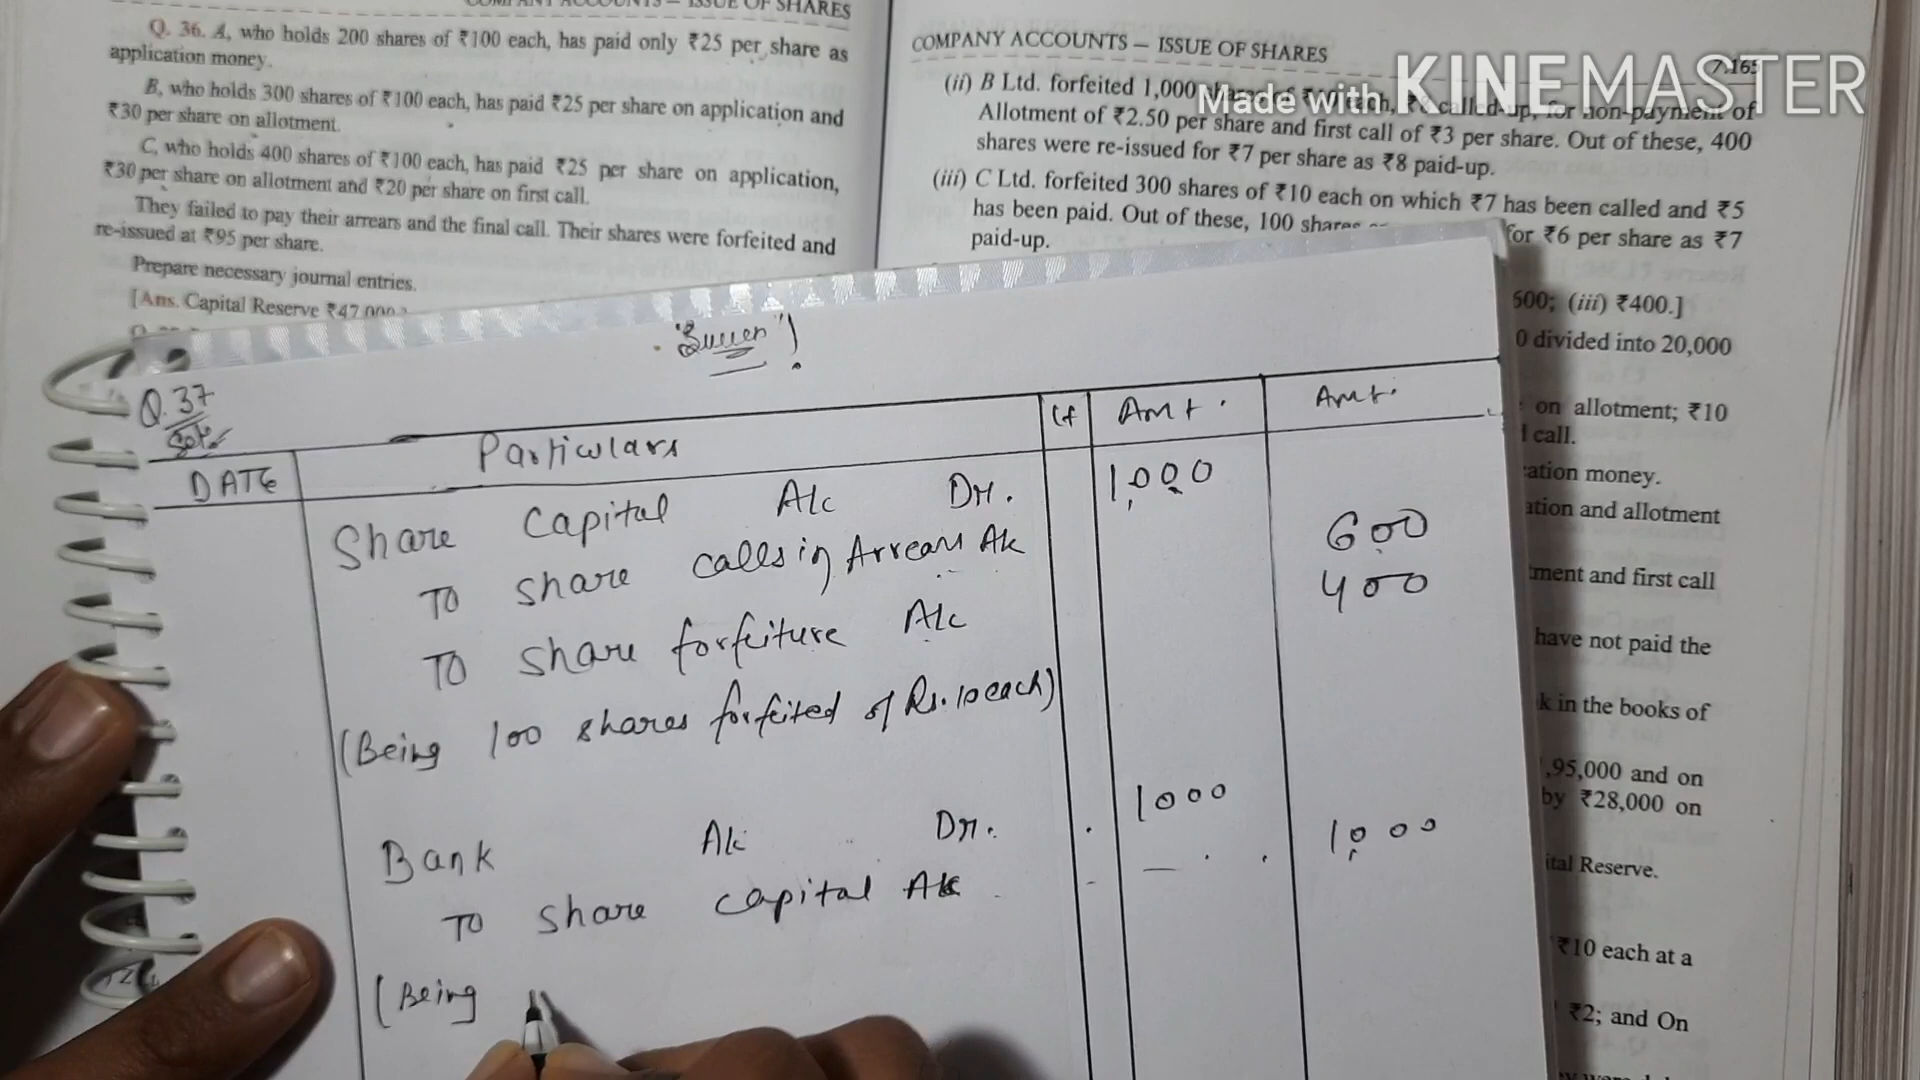 COMPANY ACCOUNTS — ISSUE OF SHARES
Q. 36. A, who holds 200 shares of ₹100 each, has paid only ₹25 per share as
application money.
B, who holds 300 shares of ₹100 each, has paid ₹25 per share on application and
₹30 per share on allotment.
C, who holds 400 shares of ₹100 each, has paid ₹25 per share on application,
₹30 per share on allotment and ₹20 per share on first call.
They failed to pay their arrears and the final call. Their shares were forfeited and
re-issued at ₹95 per share.
Prepare necessary journal entries.
[Ans. Capital Reserve ₹47,000.]
COMPANY ACCOUNTS — ISSUE OF SHARES
7.165
Made with KINEMASTER
(ii) B Ltd. forfeited 1,000 each, called-up, for non-payment of
Allotment of ₹2.50 per share and first call of ₹3 per share. Out of these, 400
shares were re-issued for ₹7 per share as ₹8 paid-up.
(iii) C Ltd. forfeited 300 shares of ₹10 each on which ₹7 has been called and ₹5
has been paid. Out of these, 100 shares for ₹6 per share as ₹7
paid-up.
500; (iii) ₹400.]
0 divided into 20,000
on allotment; ₹10
call.
cation money.
ation and allotment
ment and first call
have not paid the
k in the books of
,95,000 and on
by ₹28,000 on
ital Reserve.
₹10 each at a
₹2; and On
Q.37
DATE Particulars Lf Amt. Amt.
Share Capital A/c Dr. 1,000
To share calls in Arrears A/c 600
To share forfeiture A/c 400
(Being 100 shares forfeited of Rs. 10 each)
Bank A/c Dr. 1000
To share capital A/c 1,000
(Being